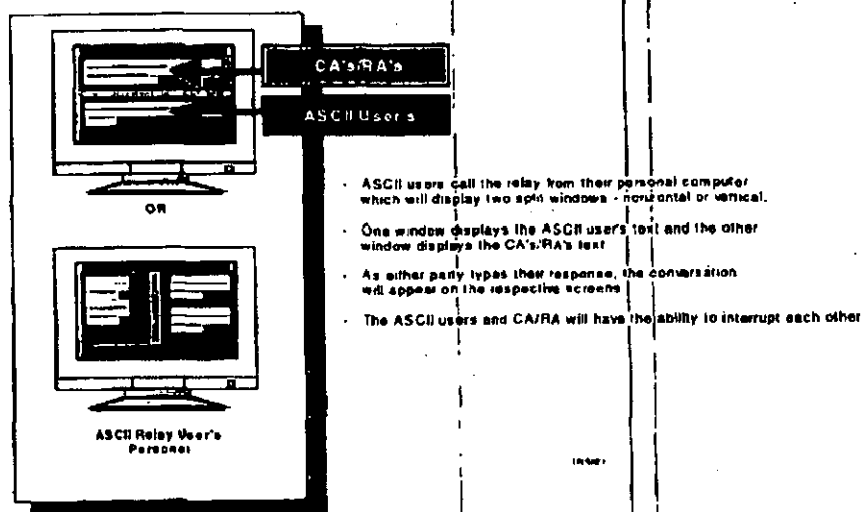 CA's/RA's
ASCII User's
OR
ASCII Relay User's
Personal
- ASCII users call the relay from their personal computer
which will display two split windows - horizontal or vertical.
- One window displays the ASCII user's text and the other
window displays the CA's/RA's text
- As either party types their response, the conversation
will appear on the respective screens
- The ASCII users and CA/RA will have the ability to interrupt each other